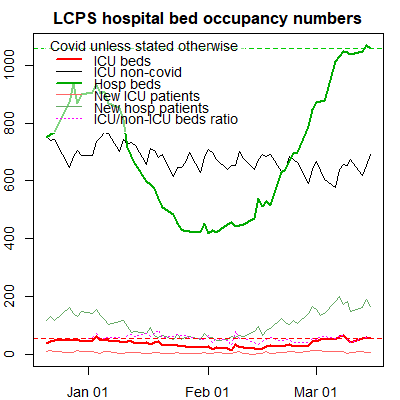 LCPS hospital bed occupancy numbers
Covid unless stated otherwise
ICU beds
ICU non-covid
Hosp beds
New ICU patients
New hosp patients
ICU/non-ICU beds ratio
1000
800
600
400
200
0
Jan 01
Feb 01
Mar 01